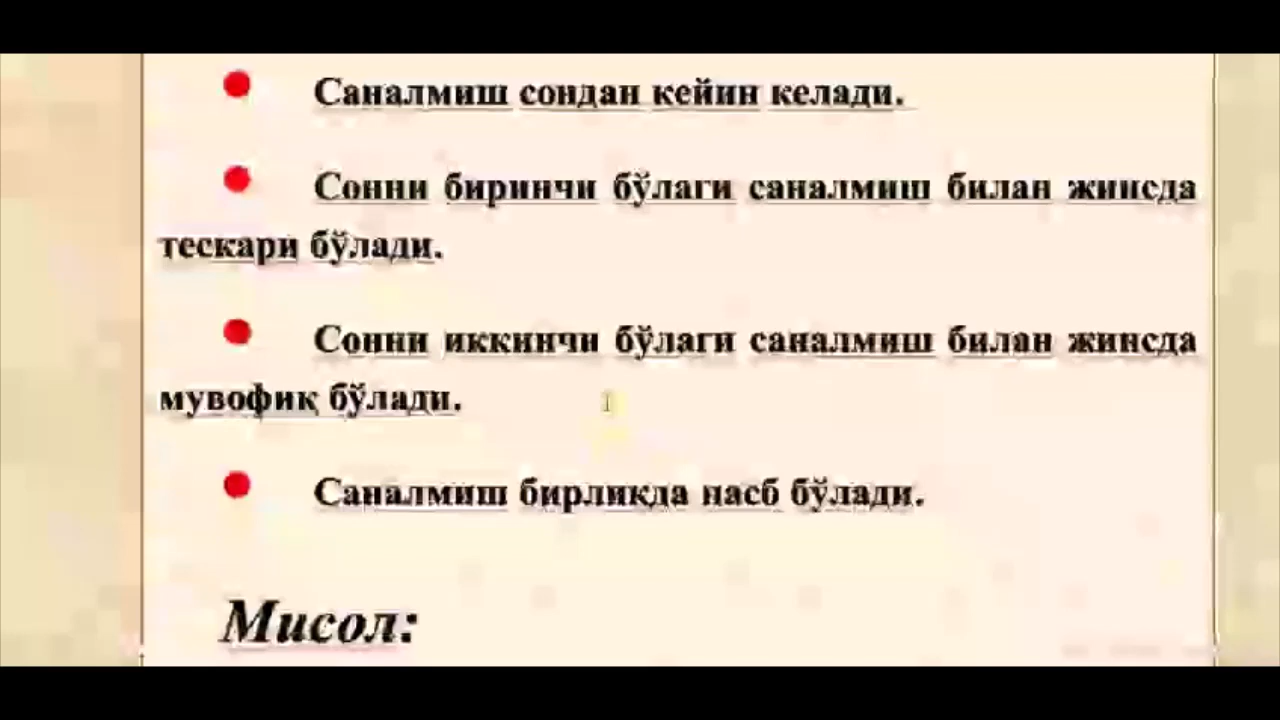 Саналмиш сондан кейин келади.
Сонни биринчи бўлаги саналмиш билан жинсда
тескари бўлади.
Сонни иккинчи бўлаги саналмиш билан жинсда
мувофиқ бўлади.
Саналмиш бирликда насб бўлади.
Мисол: